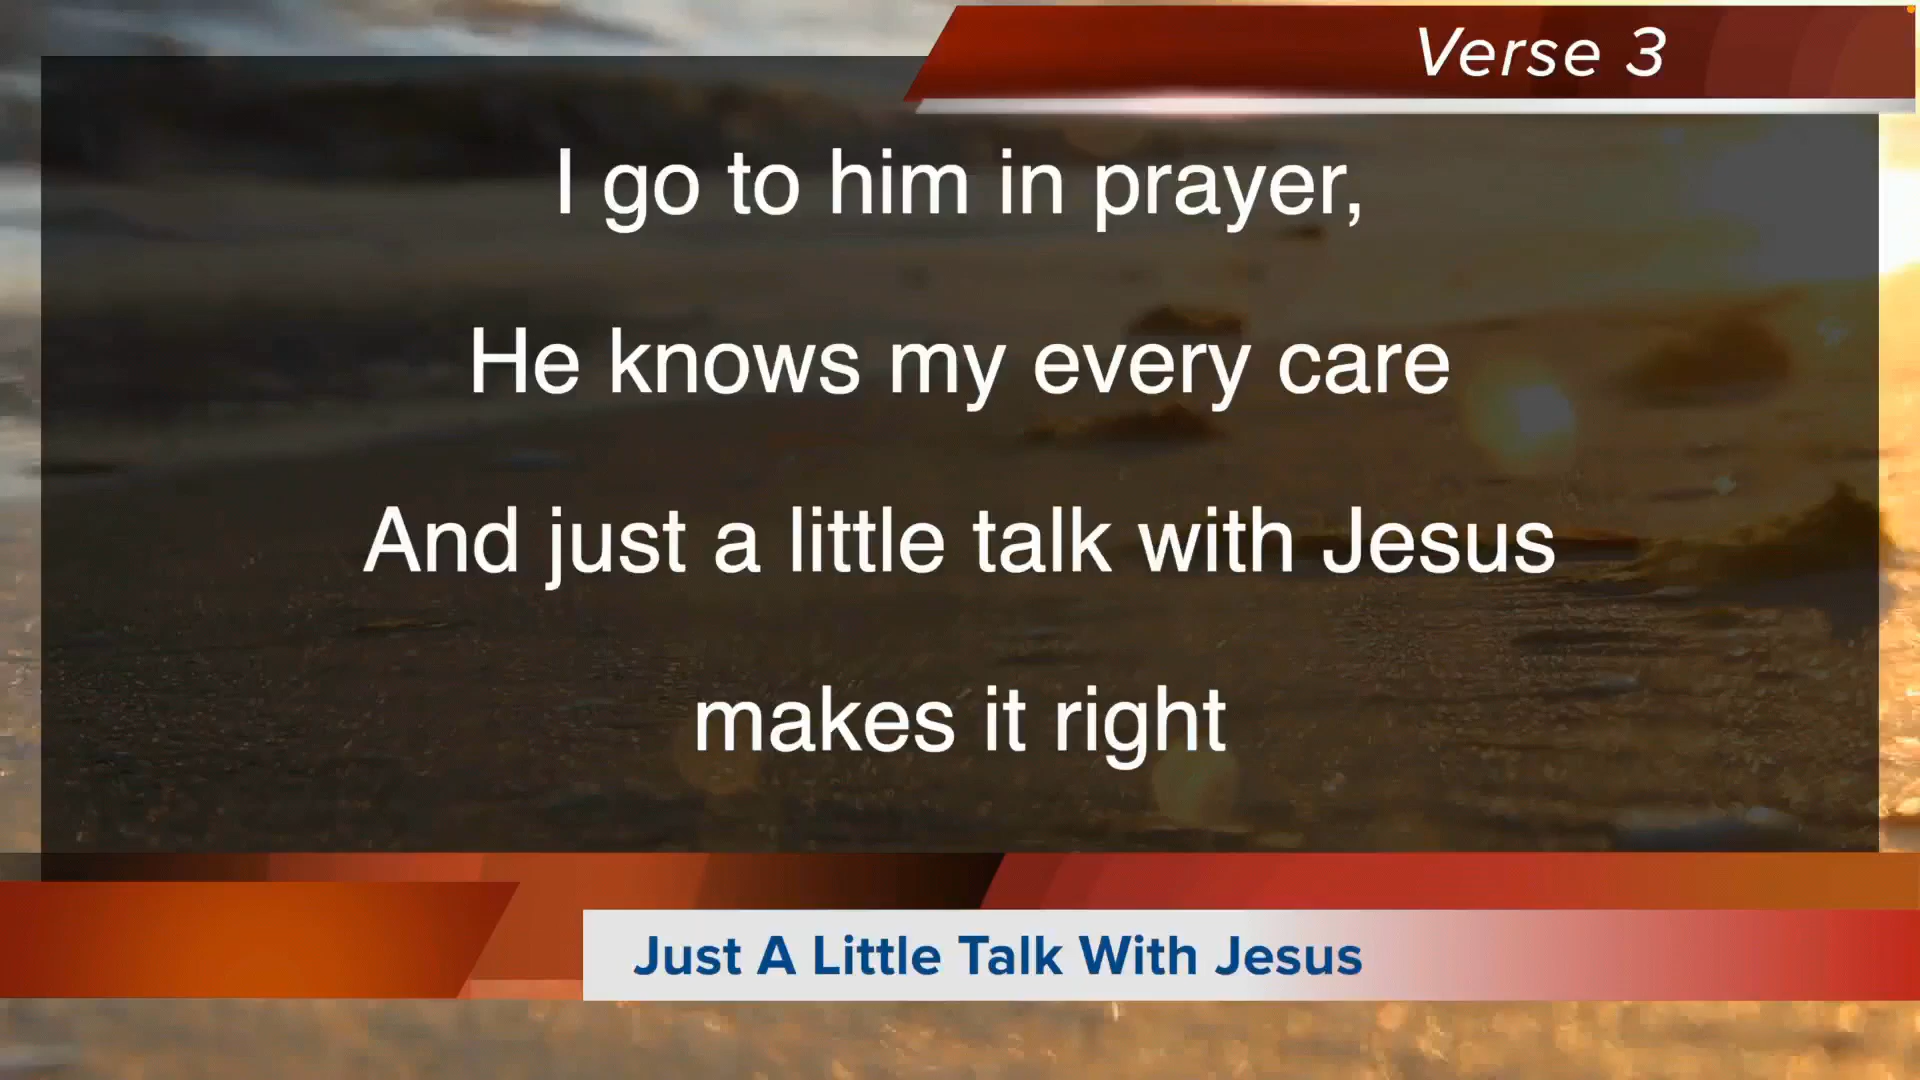 Verse 3
I go to him in prayer,
He knows my every care
And just a little talk with Jesus
makes it right
Just A Little Talk With Jesus